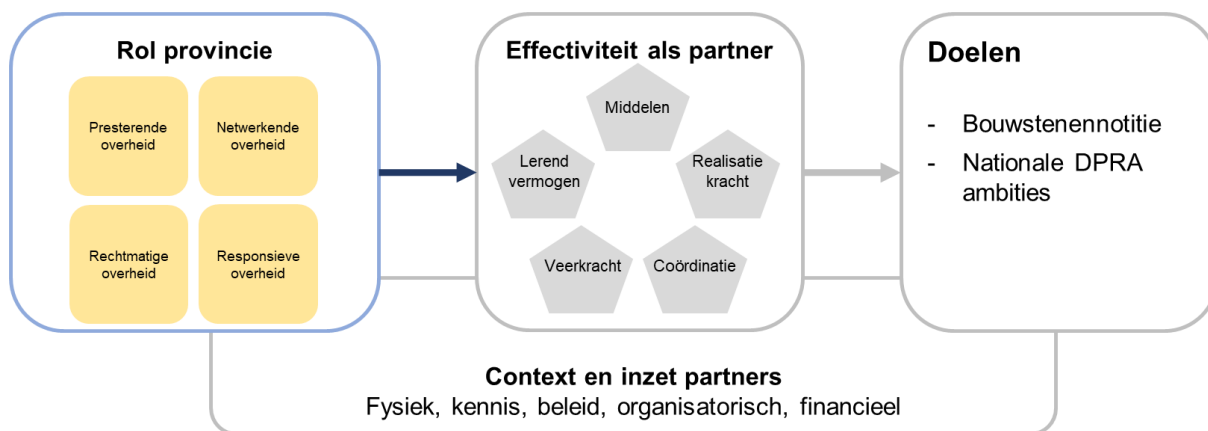 Rol provincie
Presterende
overheid
Netwerkende
overheid
Rechtmatige
overheid
Responsieve
overheid
Effectiviteit als partner
Middelen
Lerend
vermogen
Realisatie
kracht
Veerkracht
Coördinatie
Doelen
- Bouwstenennotitie
- Nationale DPRA
ambities
Context en inzet partners
Fysiek, kennis, beleid, organisatorisch, financieel